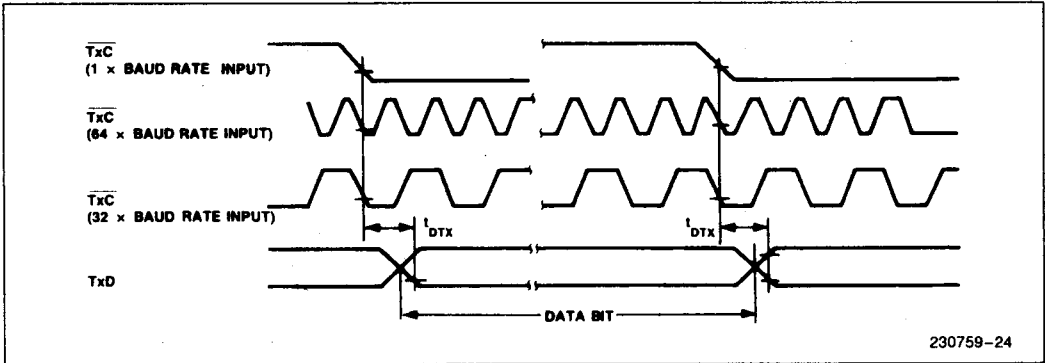 TxC
(1 × BAUD RATE INPUT)
TxC
(64 × BAUD RATE INPUT)
TxC
(32 × BAUD RATE INPUT)
tDTX
tDTX
TxD
DATA BIT
230759-24